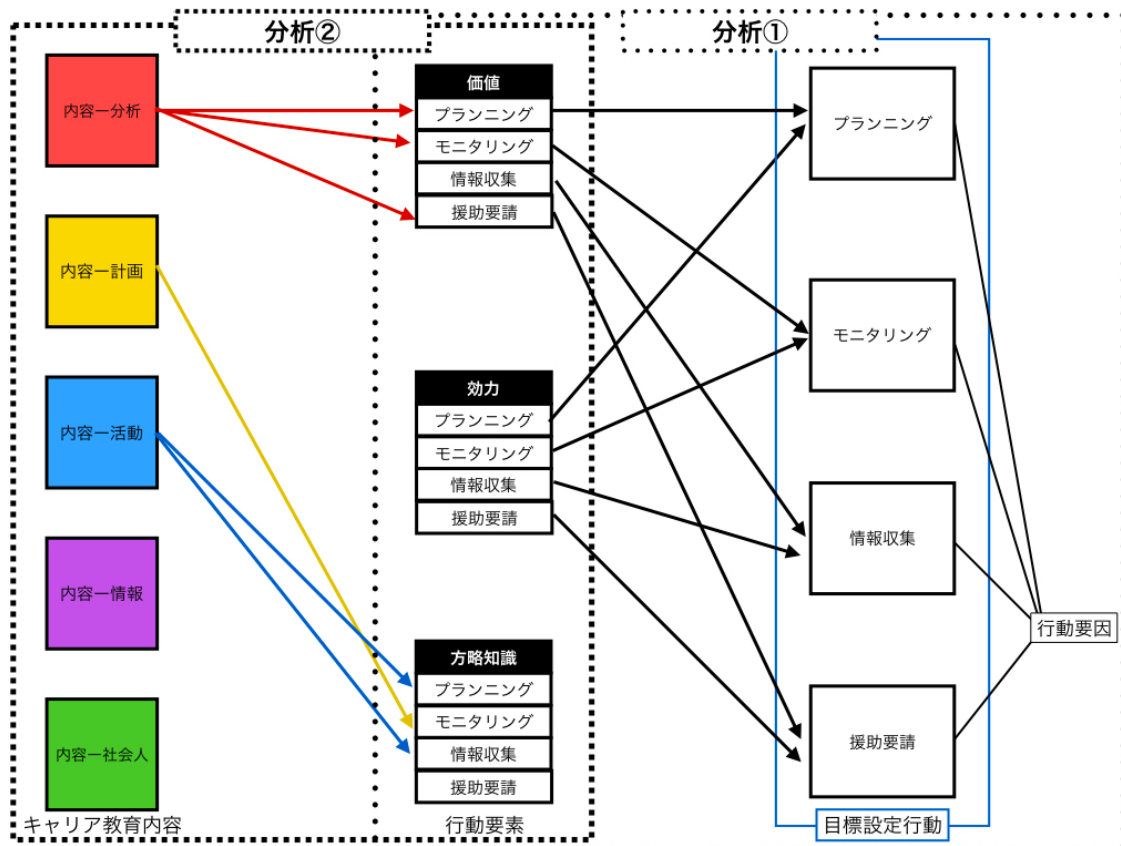 分析②
分析①
内容ー分析
内容ー計画
内容ー活動
内容ー情報
内容ー社会人
キャリア教育内容
価値
プランニング
モニタリング
情報収集
援助要請
効力
プランニング
モニタリング
情報収集
援助要請
方略知識
プランニング
モニタリング
情報収集
援助要請
行動要素
プランニング
モニタリング
情報収集
援助要請
目標設定行動
行動要因